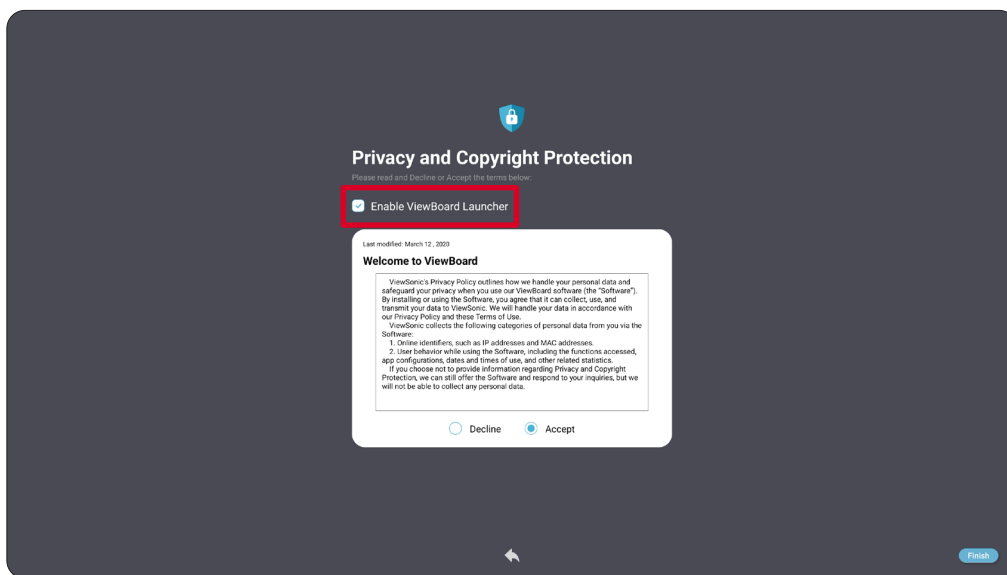 Privacy and Copyright Protection
Please read and Decline or Accept the terms below:
Enable ViewBoard Launcher
Last modified: March 12 , 2020
Welcome to ViewBoard
ViewSonic's Privacy Policy outlines how we handle your personal data and
safeguard your privacy when you use our ViewBoard software (the "Software").
By installing or using the Software, you agree that it can collect, use, and
transmit your data to ViewSonic. We will handle your data in accordance with
our Privacy Policy and these Terms of Use.
ViewSonic collects the following categories of personal data from you via the
Software:
1. Online identifiers, such as IP addresses and MAC addresses.
2. User behavior while using the Software, including the functions accessed,
app configurations, dates and times of use, and other related statistics.
If you choose not to provide information regarding Privacy and Copyright
Protection, we can still offer the Software and respond to your inquiries, but we
will not be able to collect any personal data.
Decline
Accept
Finish